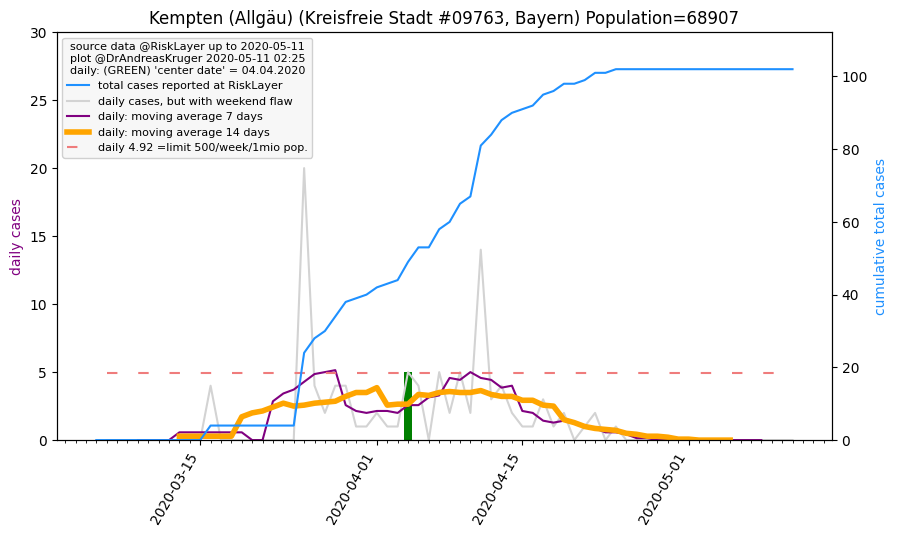 Kempten (Allgäu) (Kreisfreie Stadt #09763, Bayern) Population=68907
source data @RiskLayer up to 2020-05-11
plot @DrAndreasKruger 2020-05-11 02:25
daily: (GREEN) 'center date' = 04.04.2020
total cases reported at RiskLayer
daily cases, but with weekend flaw
daily: moving average 7 days
daily: moving average 14 days
daily 4.92 =limit 500/week/1mio pop.
daily cases
30
25
20
15
10
5
0
cumulative total cases
100
80
60
40
20
0
2020-03-15
2020-04-01
2020-04-15
2020-05-01